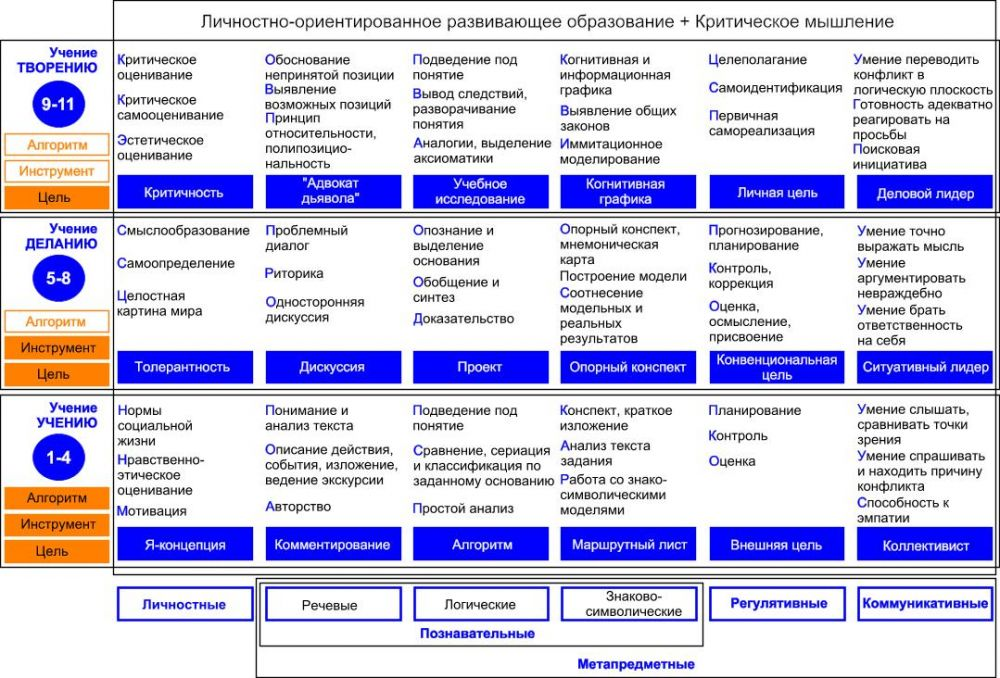 Личностно-ориентированное развивающее образование + Критическое мышление
Учение
ТВОРЕНИЮ
9-11
Алгоритм
Инструмент
Цель
Критическое
оценивание
Критическое
самооценивание
Эстетическое
оценивание
Критичность
Обоснование
непринятой позиции
Выявление
возможных позиций
Принцип
относительности,
полипозицио-
нальность
"Адвокат
дьявола"
Подведение под
понятие
Вывод следствий,
разворачивание
понятия
Аналогии, выделение
аксиоматики
Учебное
исследование
Когнитивная и
информационная
графика
Выявление общих
законов
Иммитационное
моделирование
Когнитивная
графика
Целеполагание
Самоидентификация
Первичная
самореализация
Личная цель
Умение переводить
конфликт в
логическую плоскость
Готовность адекватно
реагировать на
просьбы
Поисковая
инициатива
Деловой лидер
Учение
ДЕЛАНИЮ
5-8
Алгоритм
Инструмент
Цель
Смыслообразование
Самоопределение
Целостная
картина мира
Толерантность
Проблемный
диалог
Риторика
Односторонняя
дискуссия
Дискуссия
Опознание и
выделение
основания
Обобщение и
синтез
Доказательство
Проект
Опорный конспект,
мнемоническая
карта
Построение модели
Соотнесение
модельных и
реальных
результатов
Опорный конспект
Прогнозирование,
планирование
Контроль,
коррекция
Оценка,
осмысление,
присвоение
Конвенциональная
цель
Умение точно
выражать мысль
Умение
аргументировать
невраждебно
Умение брать
ответственность
на себя
Ситуативный лидер
Учение
УЧЕНИЮ
1-4
Алгоритм
Инструмент
Цель
Нормы
социальной
жизни
Нравственно-
этическое
оценивание
Мотивация
Я-концепция
Понимание и
анализ текста
Описание действия,
события, изложение,
ведение экскурсии
Авторство
Комментирование
Подведение под
понятие
Сравнение, сериация
и классификация по
заданному основанию
Простой анализ
Алгоритм
Конспект, краткое
изложение
Анализ текста
задания
Работа со знако-
символическими
моделями
Маршрутный лист
Планирование
Контроль
Оценка
Внешняя цель
Умение слышать,
сравнивать точки
зрения
Умение спрашивать
и находить причину
конфликта
Способность к
эмпатии
Коллективист
Личностные
Речевые
Логические
Знаково-
символические
Регулятивные
Коммуникативные
Познавательные
Метапредметные